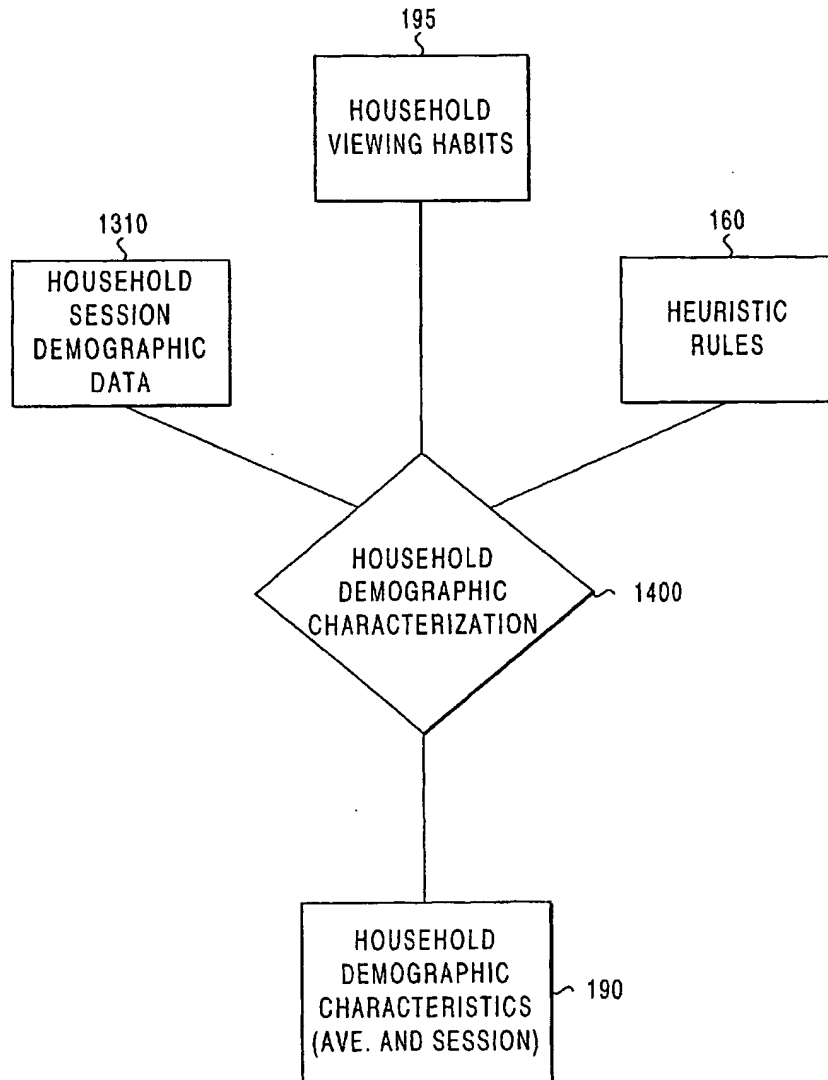 195
HOUSEHOLD
VIEWING HABITS
1310
HOUSEHOLD
SESSION
DEMOGRAPHIC
DATA
160
HEURISTIC
RULES
HOUSEHOLD
DEMOGRAPHIC
CHARACTERIZATION
1400
HOUSEHOLD
DEMOGRAPHIC
CHARACTERISTICS
(AVE. AND SESSION)
190